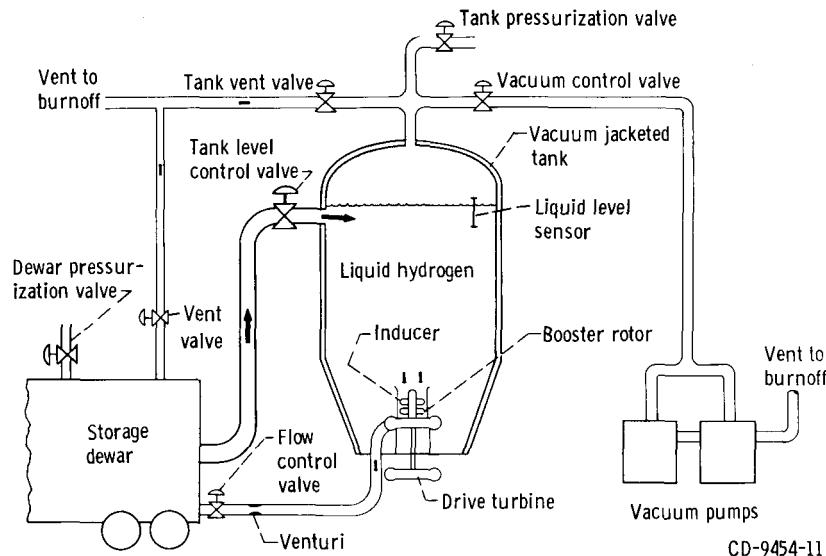 Tank pressurization valve
Vent to
burnoff
Tank vent valve
Vacuum control valve
Tank level
control valve
Vacuum jacketed
tank
Liquid level
sensor
Liquid hydrogen
Dewar pressur-
ization valve
Vent
valve
Inducer
Booster rotor
Vent to
burnoff
Storage
dewar
Flow
control
valve
Drive turbine
Venturi
Vacuum pumps
CD-9454-11